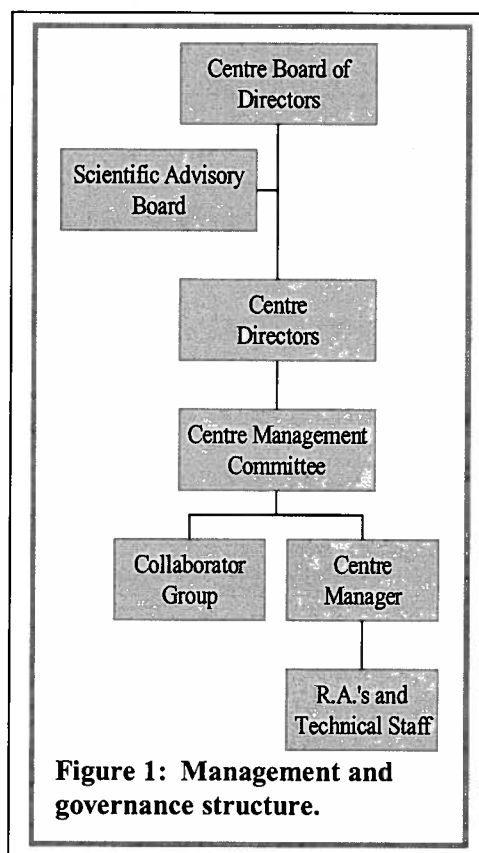 Centre Board of
Directors
Scientific Advisory
Board
Centre
Directors
Centre Management
Committee
Collaborator
Group
Centre
Manager
R.A.'s and
Technical Staff
Figure 1: Management and
governance structure.